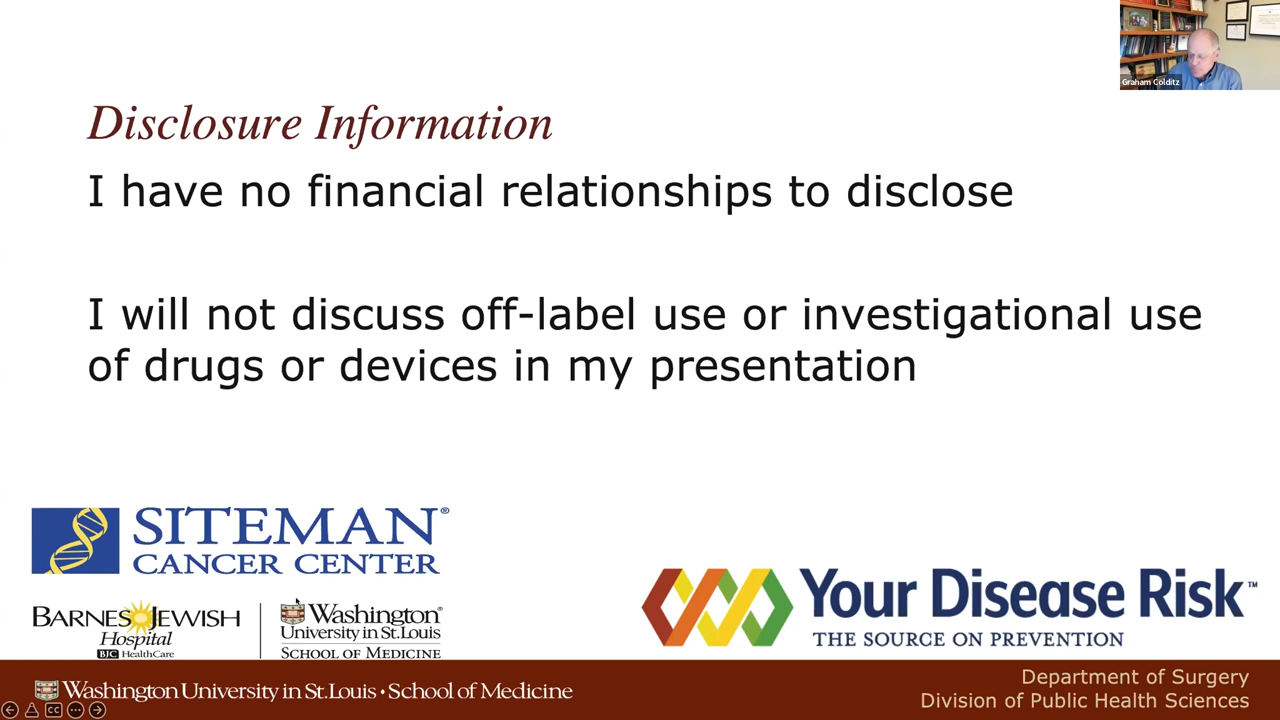 Graham Colditz
Disclosure Information
I have no financial relationships to disclose
I will not discuss off-label use or investigational use
of drugs or devices in my presentation
SITEMAN®
CANCER CENTER
BARNES JEWISH
Hospital
BJC HealthCare
Washington®
University in St. Louis
SCHOOL OF MEDICINE
Your Disease Risk™
THE SOURCE ON PREVENTION
Washington University in St. Louis • School of Medicine
Department of Surgery
Division of Public Health Sciences
CC